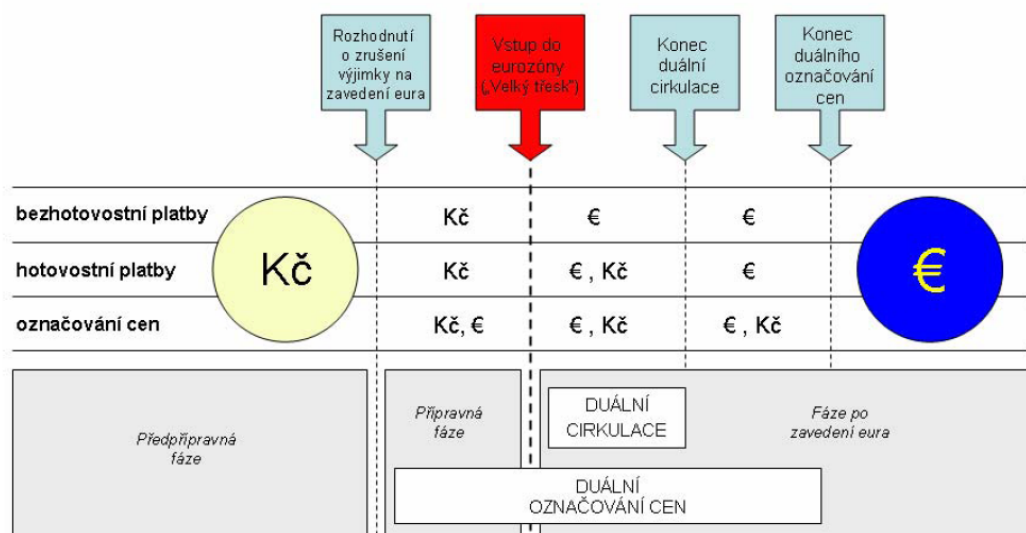 Rozhodnutí
o zrušení
výjimky na
zavedení eura
Vstup do
eurozóny
(„Velký třesk“)
Konec
duální
cirkulace
Konec
duálního
označování
cen
bezhotovostní platby
Kč
€
€
hotovostní platby
Kč
€ , Kč
€
označování cen
Kč, €
€ , Kč
€ , Kč
Kč
€
Předpřípravná
fáze
Přípravná
fáze
DUÁLNÍ
CIRKULACE
Fáze po
zavedení eura
DUÁLNÍ
OZNAČOVÁNÍ CEN